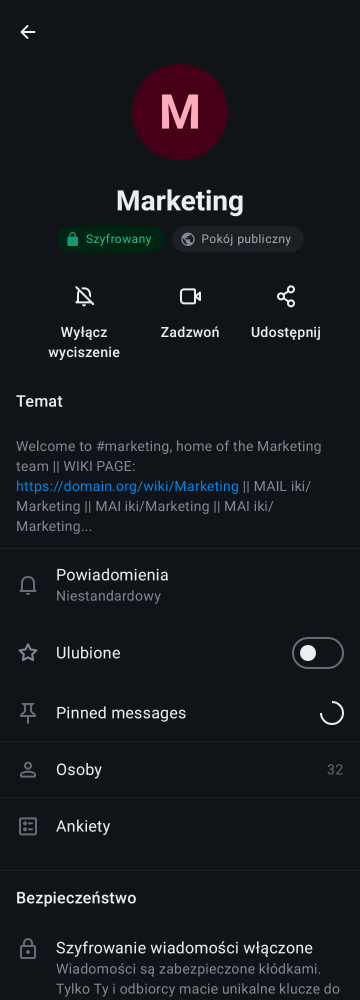 M
Marketing
Szyfrowany
Pokój publiczny
Wyłącz
wyciszenie
Zadzwoń
Udostępnij
Temat
Welcome to #marketing, home of the Marketing
team || WIKI PAGE:
https://domain.org/wiki/Marketing || MAIL iki/
Marketing || MAI iki/Marketing || MAI iki/
Marketing...
Powiadomienia
Niestandardowy
Ulubione
Pinned messages
Osoby 32
Ankiety
Bezpieczeństwo
Szyfrowanie wiadomości włączone
Wiadomości są zabezpieczone kłódkami.
Tylko Ty i odbiorcy macie unikalne klucze do